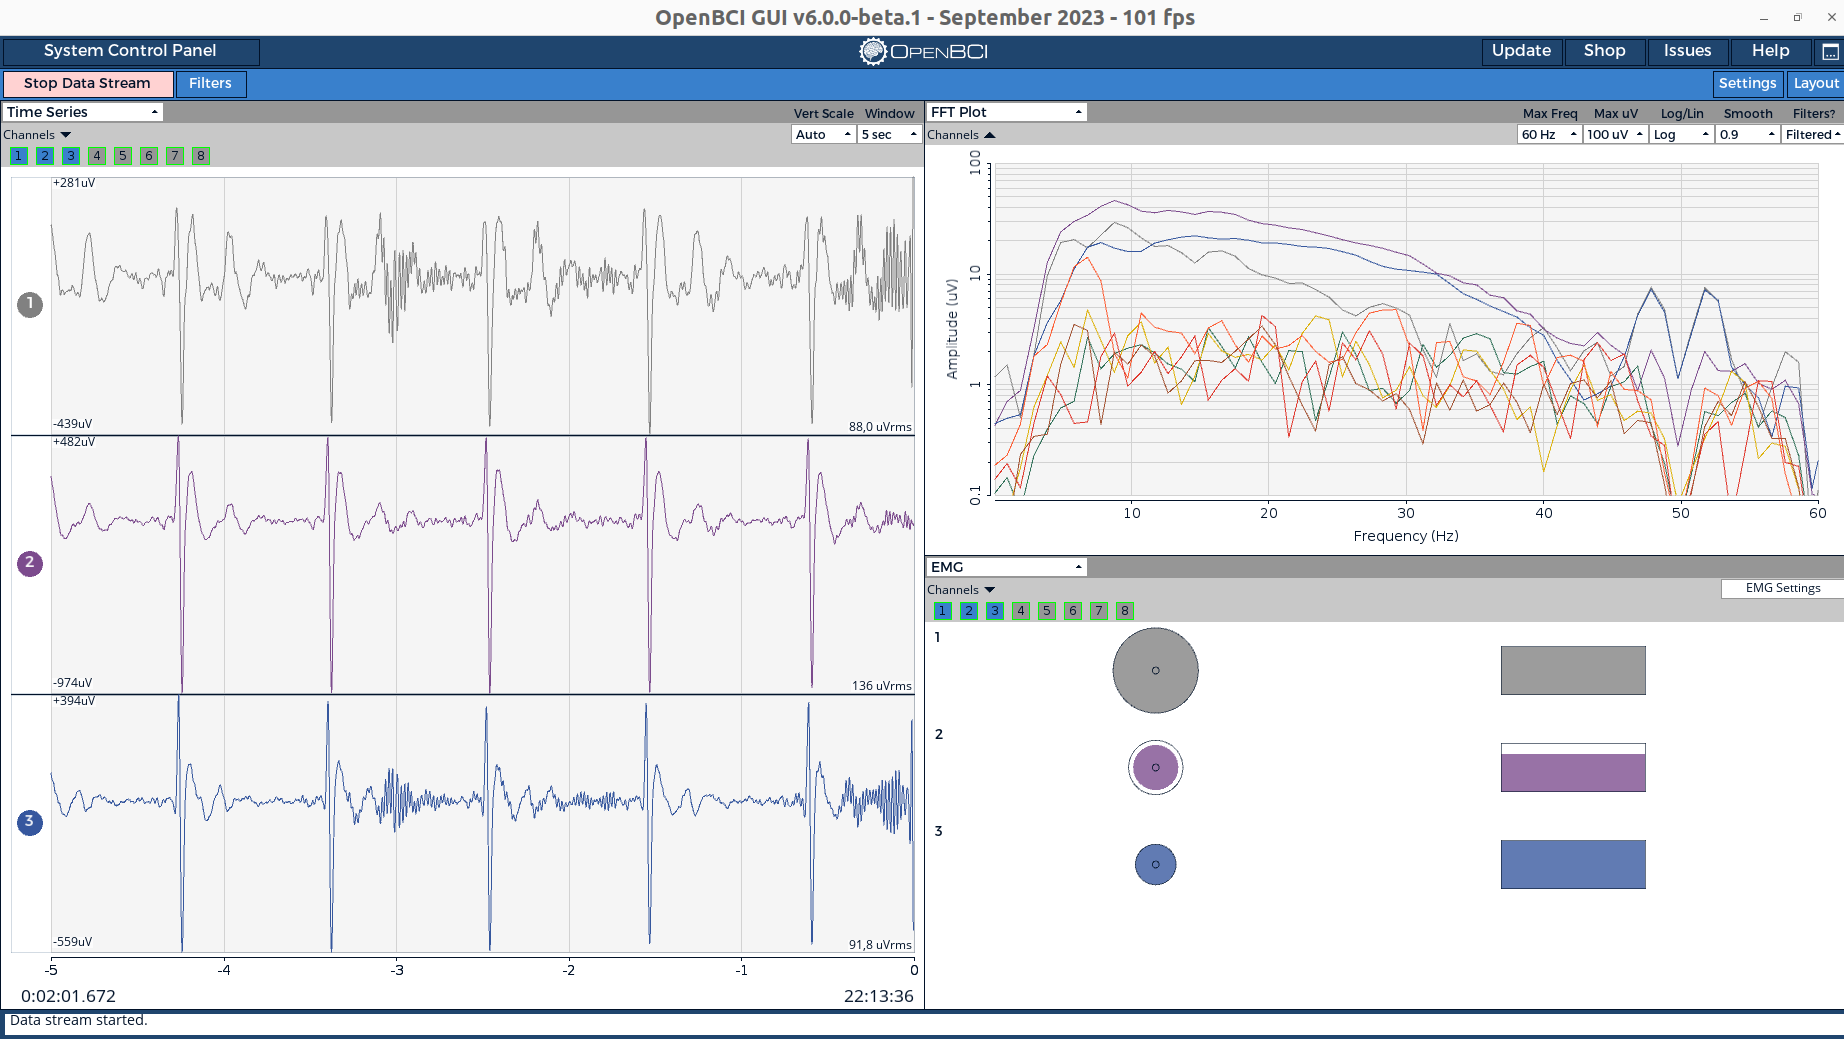 OpenBCI GUI v6.0.0-beta.1 - September 2023 - 101 fps
System Control Panel
OPENBCI
Update Shop Issues Help
Stop Data Stream Filters
Settings Layout
Time Series
Vert Scale Window
Channels
Auto 5 sec
1 2 3 4 5 6 7 8
+281uV
1
-439uV
88,0 uVrms
+482uV
2
-974uV
136 uVrms
+394uV
3
-559uV
91,8 uVrms
-5 -4 -3 -2 -1 0
0:02:01.672
22:13:36
FFT Plot
Max Freq Max uV Log/Lin Smooth Filters?
Channels
60 Hz 100 uV Log 0.9 Filtered
100
10
1
0.1
Amplitude (uV)
10 20 30 40 50 60
Frequency (Hz)
EMG
Channels
EMG Settings
1 2 3 4 5 6 7 8
1
2
3
Data stream started.